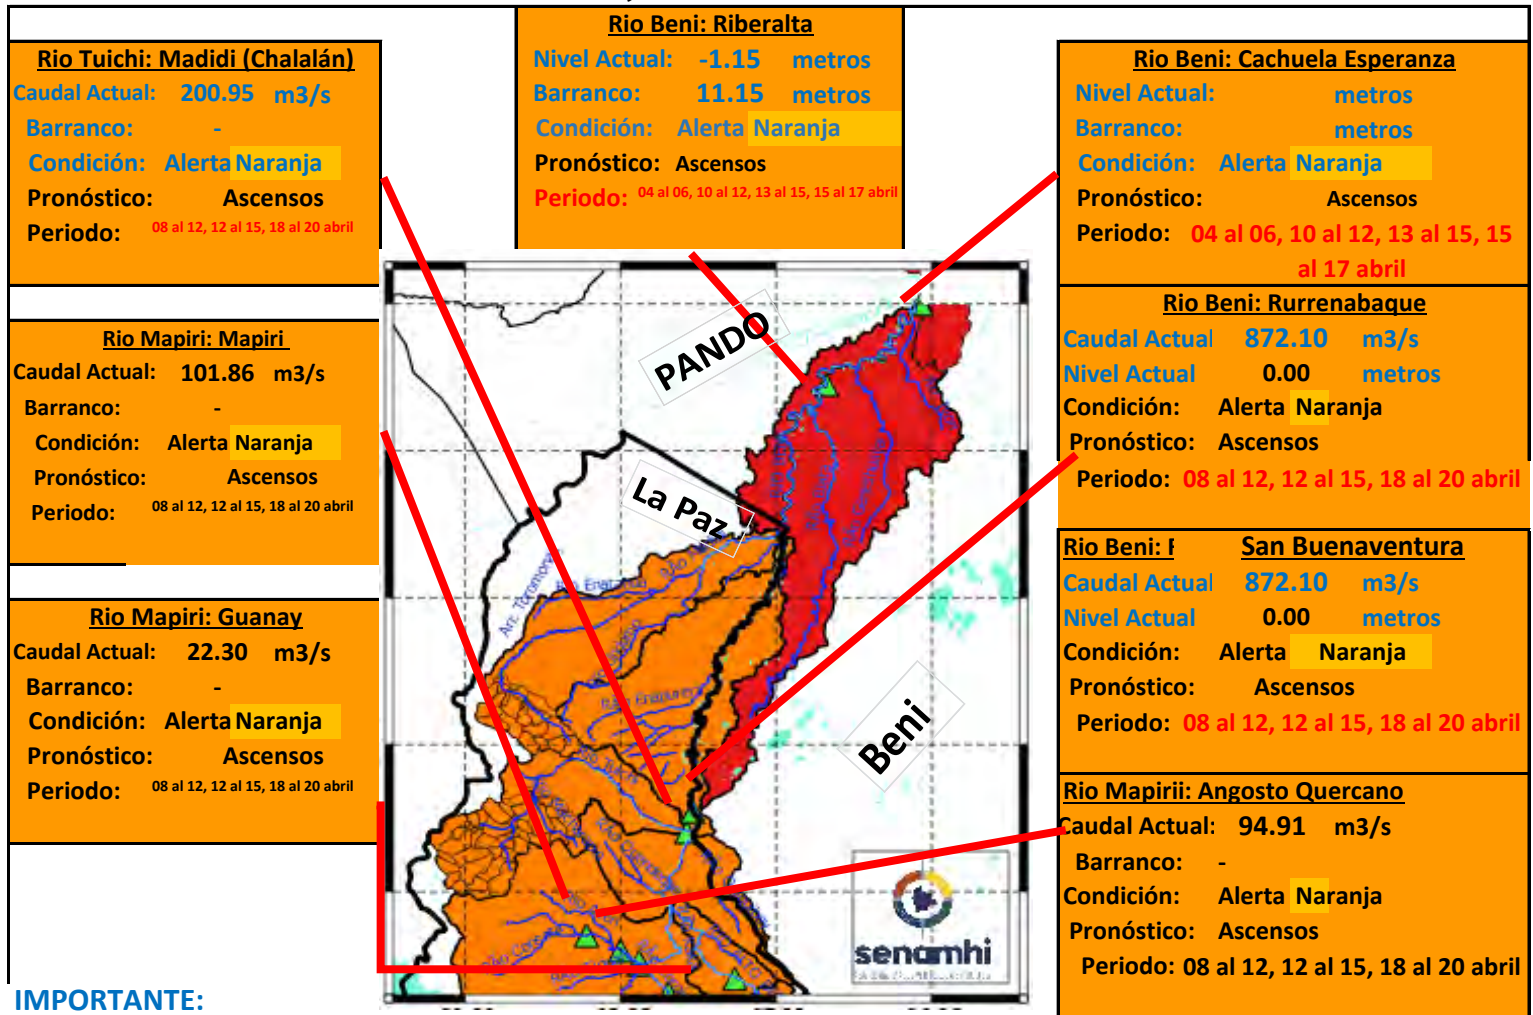 Rio Tuichi: Madidi (Chalalán)
Caudal Actual: 200.95 m3/s
Barranco: -
Condición: Alerta Naranja
Pronóstico: Ascensos
Periodo: 08 al 12, 12 al 15, 18 al 20 abril
Rio Mapiri: Mapiri
Caudal Actual: 101.86 m3/s
Barranco: -
Condición: Alerta Naranja
Pronóstico: Ascensos
Periodo: 08 al 12, 12 al 15, 18 al 20 abril
Rio Mapiri: Guanay
Caudal Actual: 22.30 m3/s
Barranco: -
Condición: Alerta Naranja
Pronóstico: Ascensos
Periodo: 08 al 12, 12 al 15, 18 al 20 abril
Rio Beni: Riberalta
Nivel Actual: -1.15 metros
Barranco: 11.15 metros
Condición: Alerta Naranja
Pronóstico: Ascensos
Periodo: 04 al 06, 10 al 12, 13 al 15, 15 al 17 abril
PANDO
La Paz
Beni
senamhi
Rio Beni: Cachuela Esperanza
Nivel Actual: metros
Barranco: metros
Condición: Alerta Naranja
Pronóstico: Ascensos
Periodo: 04 al 06, 10 al 12, 13 al 15, 15
al 17 abril
Rio Beni: Rurrenabaque
Caudal Actual 872.10 m3/s
Nivel Actual 0.00 metros
Condición: Alerta Naranja
Pronóstico: Ascensos
Periodo: 08 al 12, 12 al 15, 18 al 20 abril
Rio Beni: San Buenaventura
Caudal Actual 872.10 m3/s
Nivel Actual 0.00 metros
Condición: Alerta Naranja
Pronóstico: Ascensos
Periodo: 08 al 12, 12 al 15, 18 al 20 abril
Rio Mapirii: Angosto Quercano
Caudal Actual: 94.91 m3/s
Barranco: -
Condición: Alerta Naranja
Pronóstico: Ascensos
Periodo: 08 al 12, 12 al 15, 18 al 20 abril
IMPORTANTE: